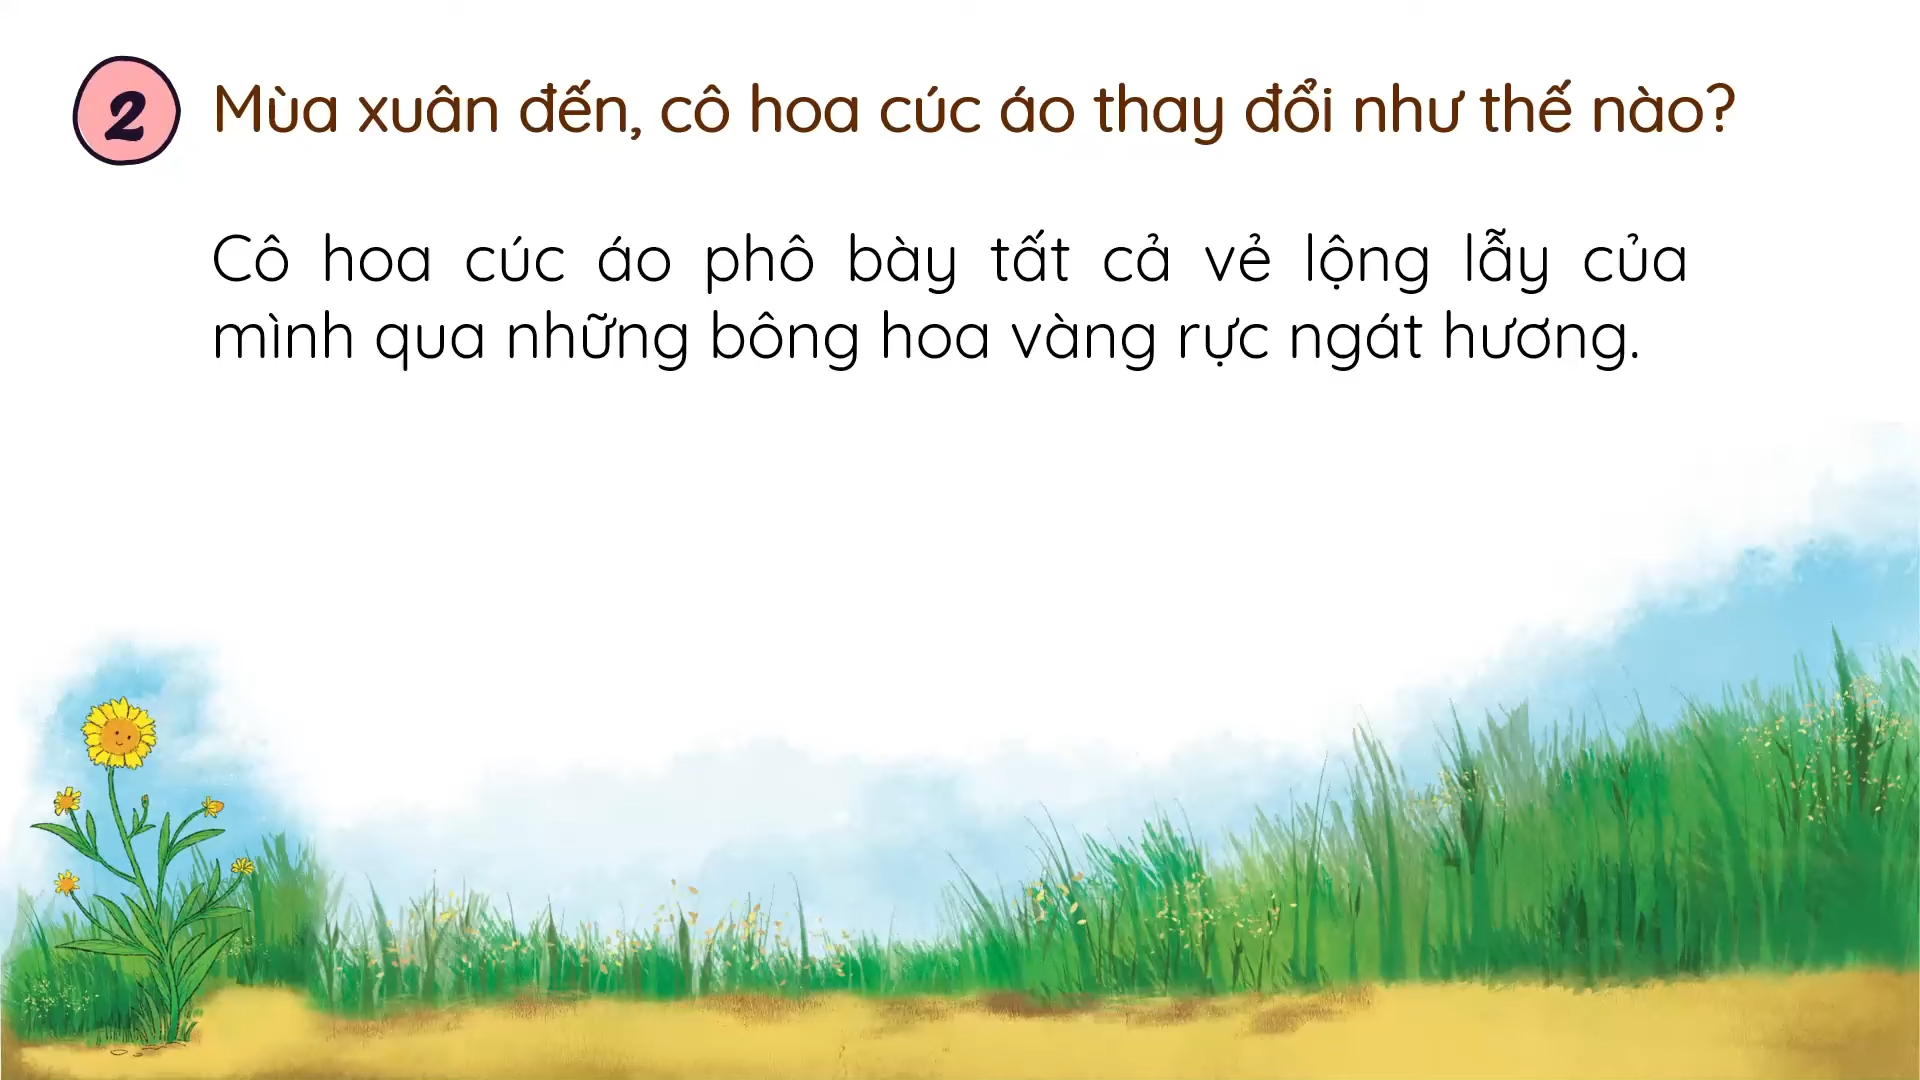 2 Mùa xuân đến, cô hoa cúc áo thay đổi như thế nào?
Cô hoa cúc áo phô bày tất cả vẻ lộng lẫy của
mình qua những bông hoa vàng rực ngát hương.